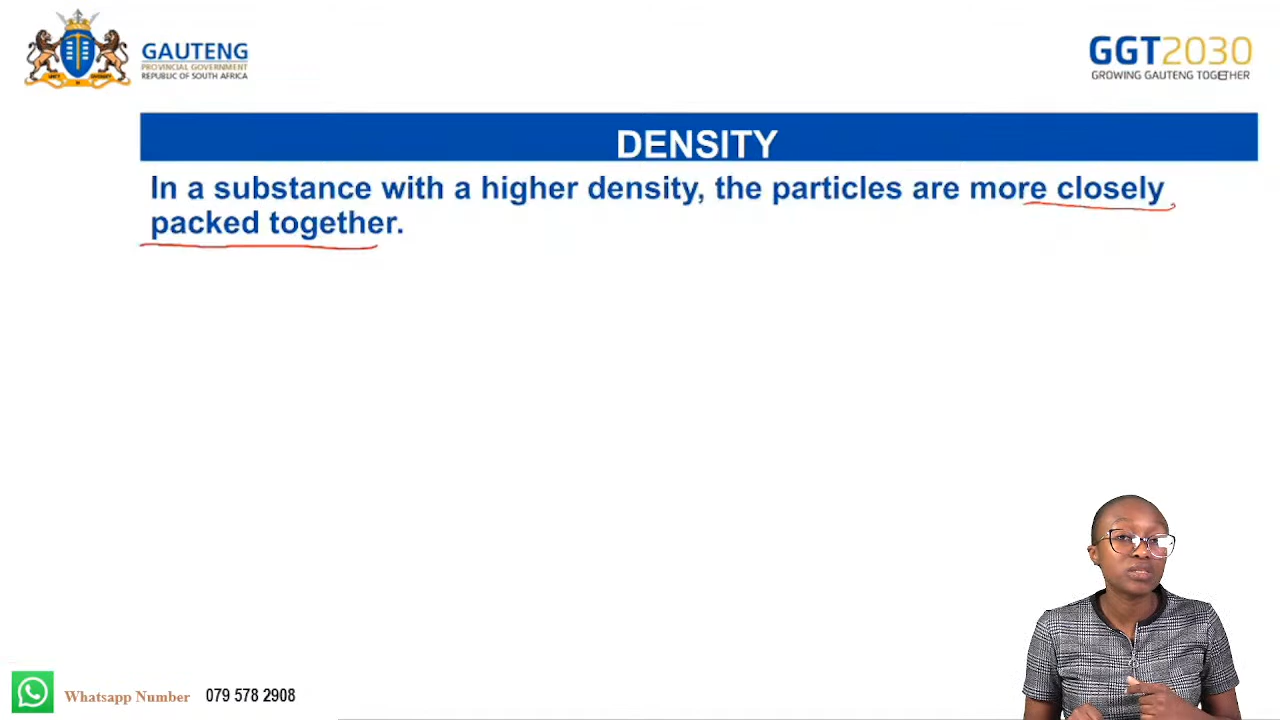 GAUTENG
PROVINCIAL GOVERNMENT
REPUBLIC OF SOUTH AFRICA
GGT2030
GROWING GAUTENG TOGETHER
DENSITY
In a substance with a higher density, the particles are more closely
packed together.
Whatsapp Number 079 578 2908